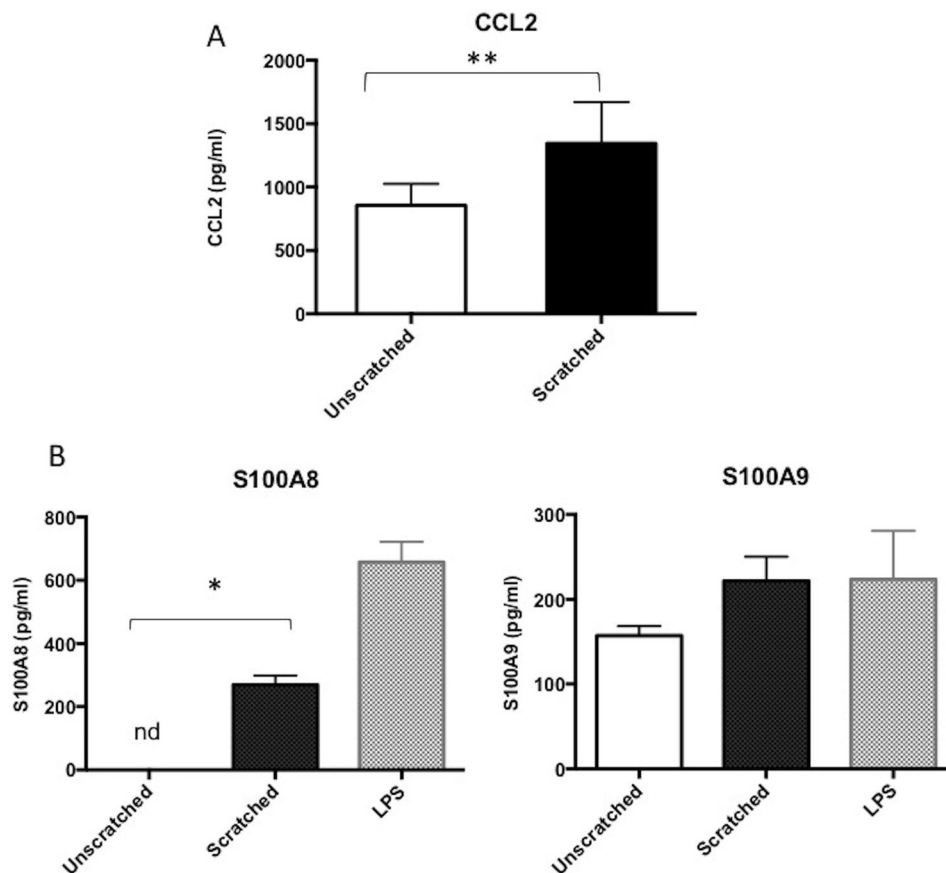 A
CCL2
**
2000
1500
1000
500
0
CCL2 (pg/ml)
Unscratched
Scratched
B
S100A8
800
600
400
200
0
S100A8 (pg/ml)
*
nd
Unscratched
Scratched
LPS
S100A9
300
200
100
0
S100A9 (pg/ml)
Unscratched
Scratched
LPS